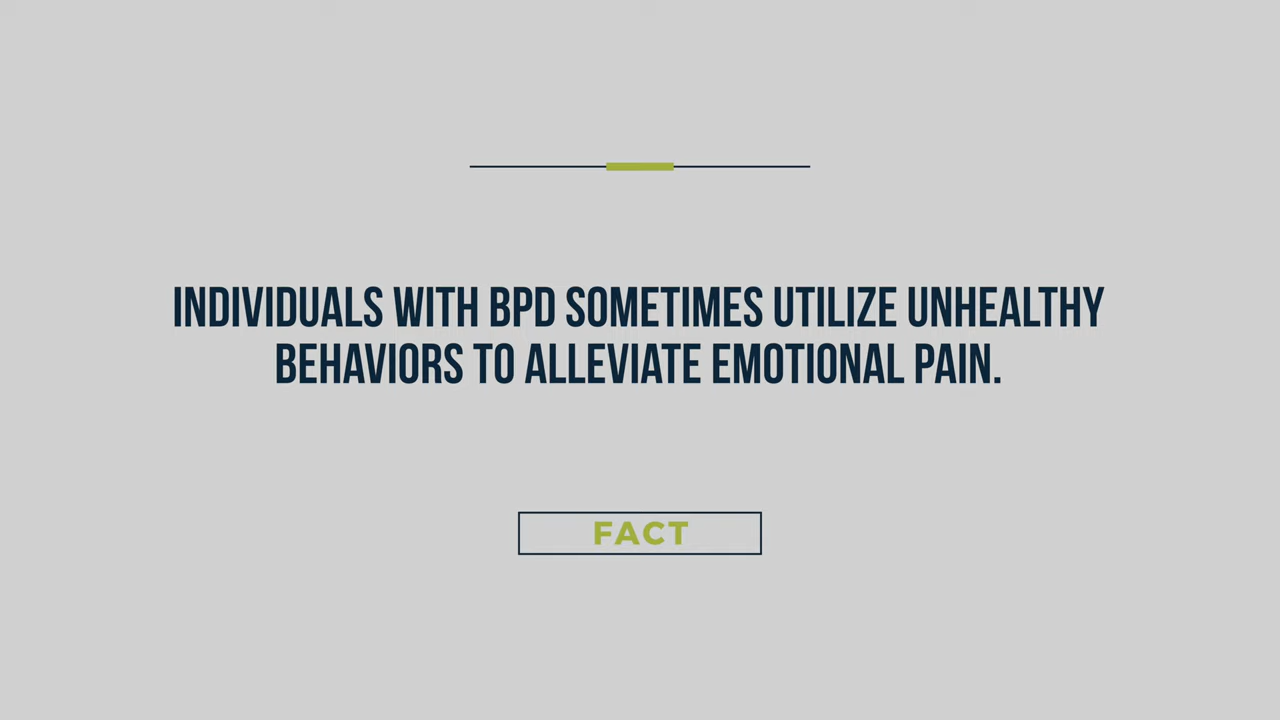 INDIVIDUALS WITH BPD SOMETIMES UTILIZE UNHEALTHY
BEHAVIORS TO ALLEVIATE EMOTIONAL PAIN.
FACT